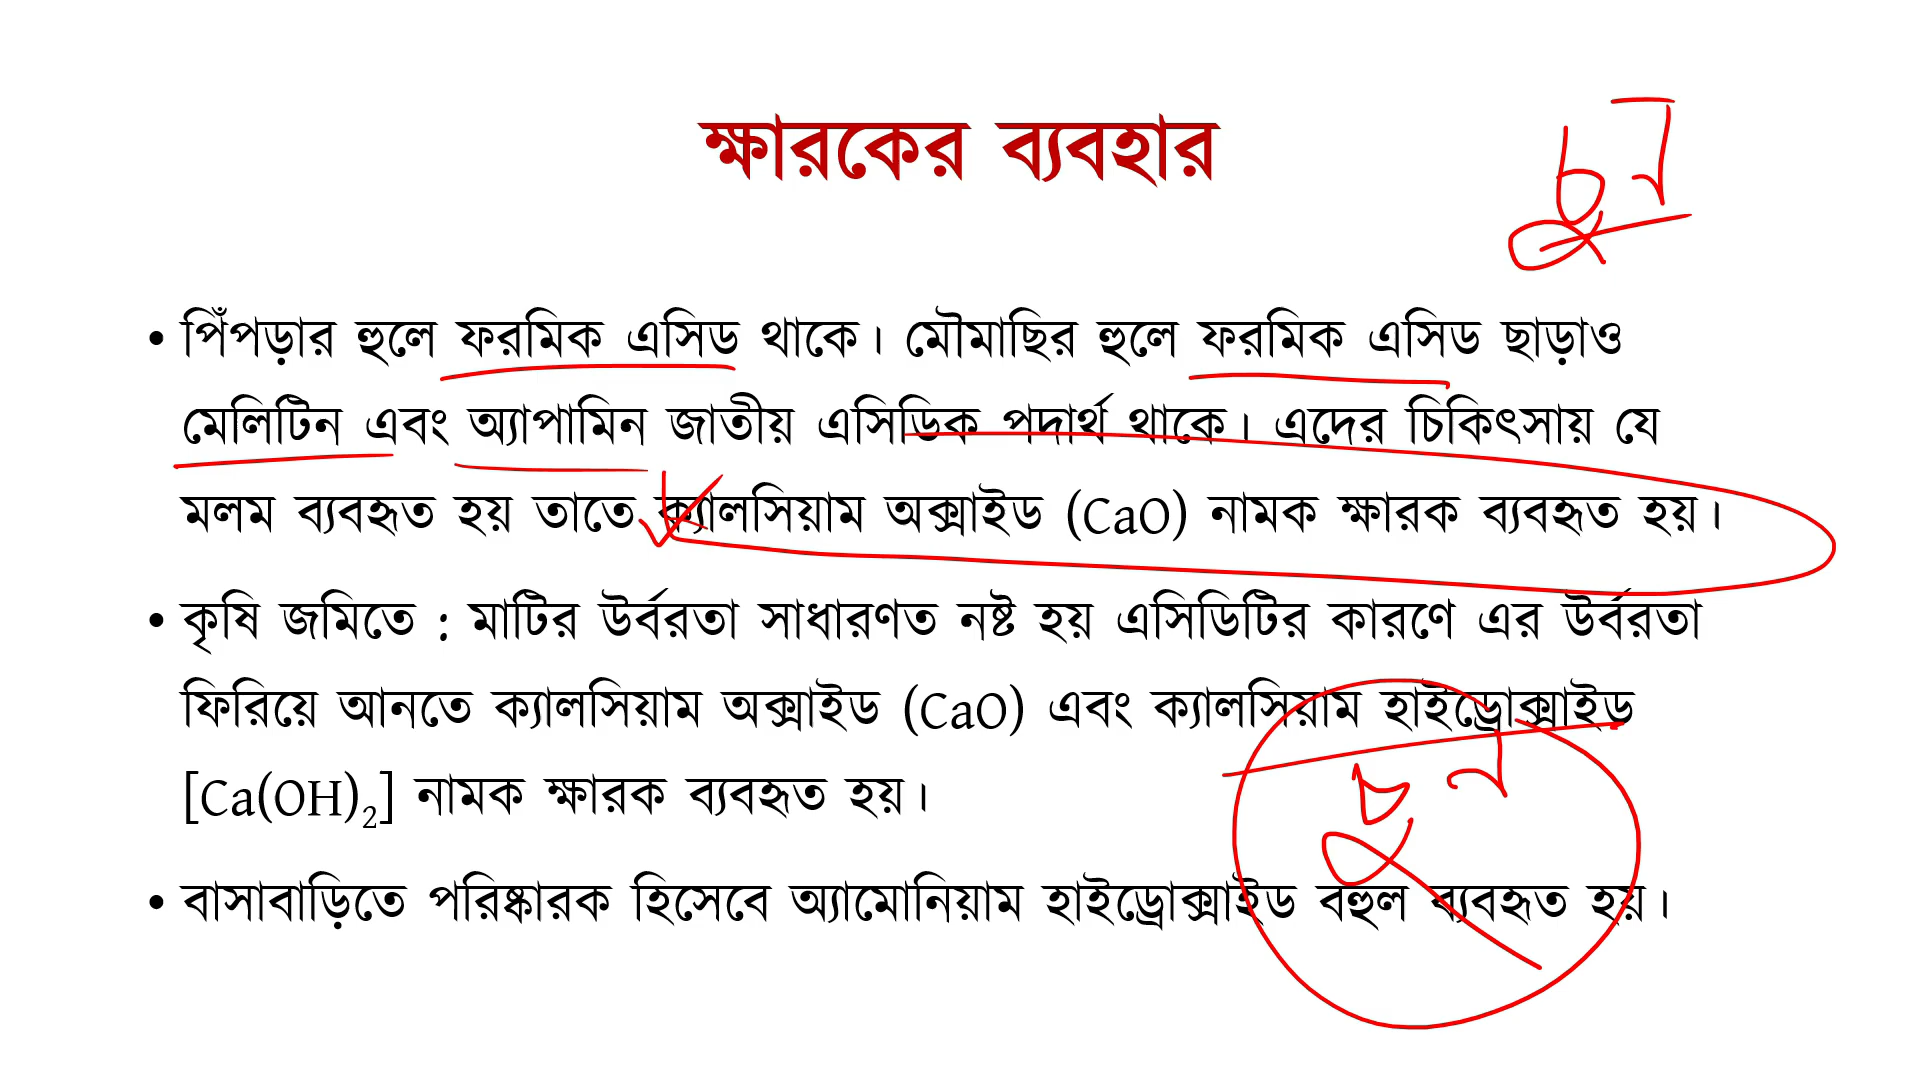 ক্ষারকের ব্যবহার
চুন
• পিঁপড়ার হুলে ফরমিক এসিড থাকে। মৌমাছির হুলে ফরমিক এসিড ছাড়াও
মেলিটিন এবং অ্যাপামিন জাতীয় এসিডিক পদার্থ থাকে। এদের চিকিৎসায় যে
মলম ব্যবহৃত হয় তাতে ক্যালসিয়াম অক্সাইড (CaO) নামক ক্ষারক ব্যবহৃত হয়।
• কৃষি জমিতে : মাটির উর্বরতা সাধারণত নষ্ট হয় এসিডিটির কারণে এর উর্বরতা
ফিরিয়ে আনতে ক্যালসিয়াম অক্সাইড (CaO) এবং ক্যালসিয়াম হাইড্রোক্সাইড
[Ca(OH)₂] নামক ক্ষারক ব্যবহৃত হয়।
চুন
• বাসাবাড়িতে পরিষ্কারক হিসেবে অ্যামোনিয়াম হাইড্রোক্সাইড বহুল ব্যবহৃত হয়।